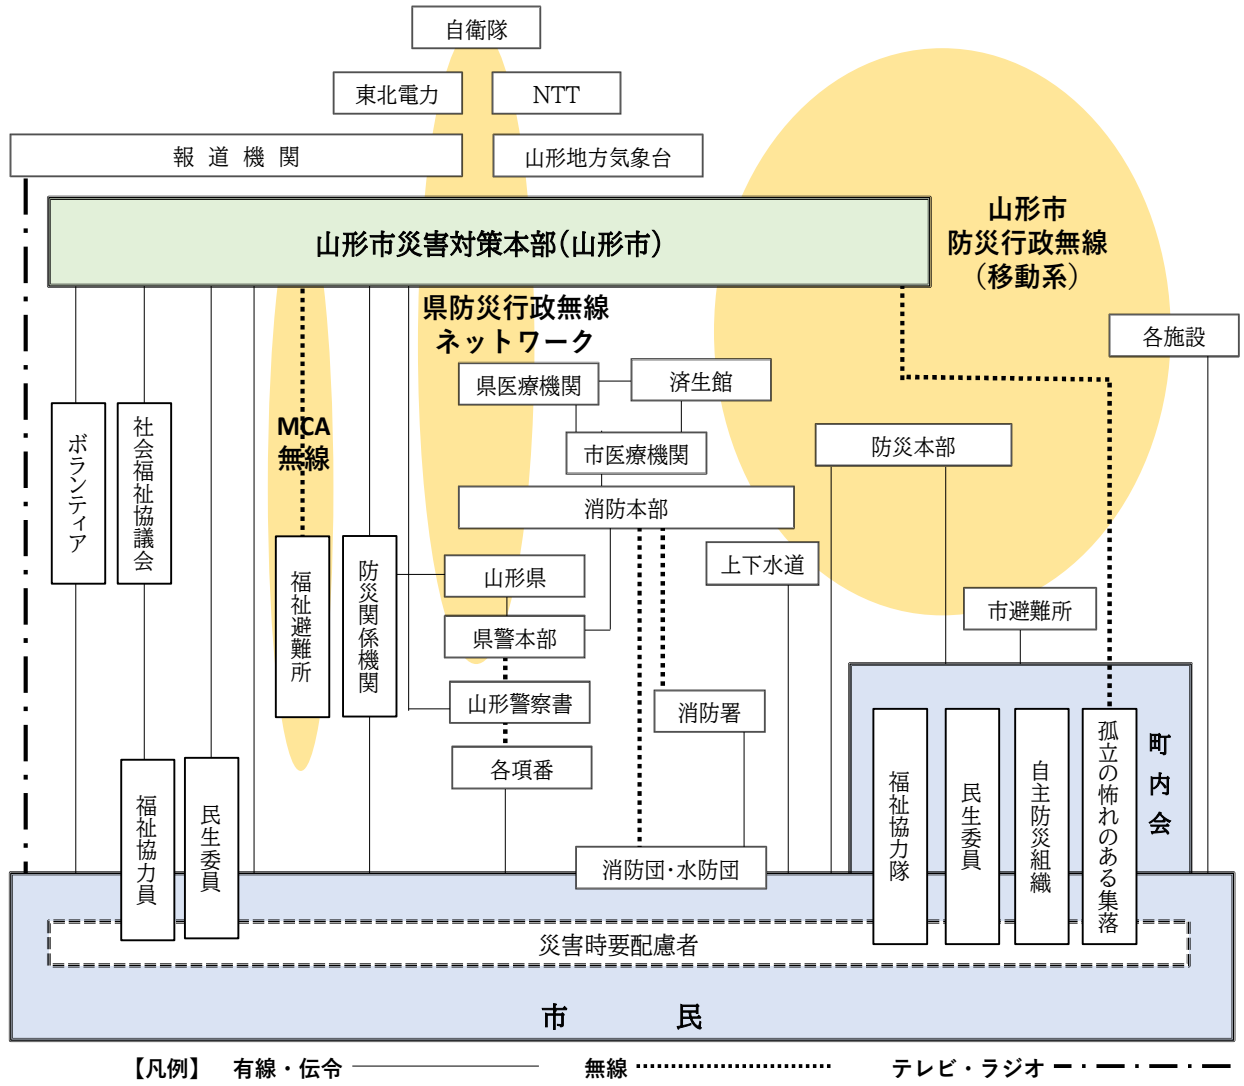 自衛隊
東北電力
NTT
報道機関
山形地方気象台
山形市災害対策本部(山形市)
山形市
防災行政無線
(移動系)
県防災行政無線
ネットワーク
各施設
県医療機関
済生館
MCA
無線
ボランティア
社会福祉協議会
市医療機関
防災本部
消防本部
福祉避難所
防災関係機関
山形県
上下水道
県警本部
市避難所
山形警察書
消防署
各項番
福祉協力員
民生委員
消防団・水防団
福祉協力隊
民生委員
自主防災組織
孤立の怖れのある集落
町内会
災害時要配慮者
市民
【凡例】 有線・伝令 無線 テレビ・ラジオ